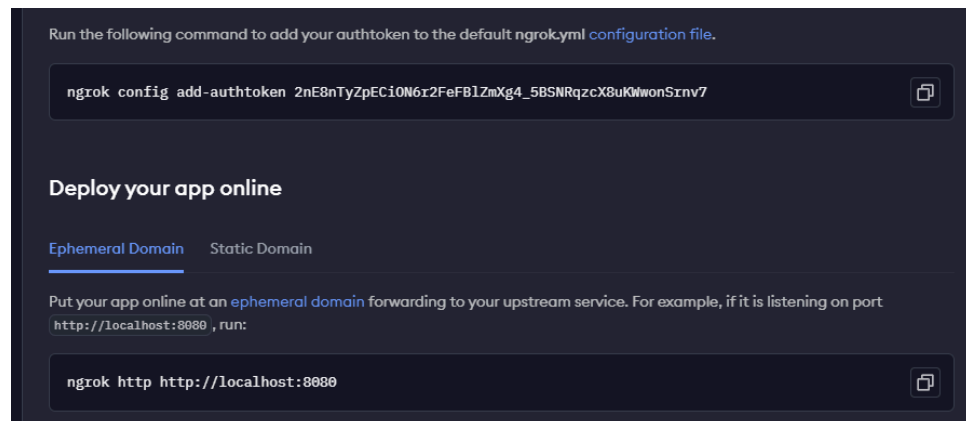 Run the following command to add your authtoken to the default ngrok.yml configuration file.
ngrok config add-authtoken 2nE8nTyZpECiON6r2FeFBlZmXg4_5BSNRqzcX8uKWwonSrnv7
Deploy your app online
Ephemeral Domain Static Domain
Put your app online at an ephemeral domain forwarding to your upstream service. For example, if it is listening on port
http://localhost:8080 , run:
ngrok http http://localhost:8080